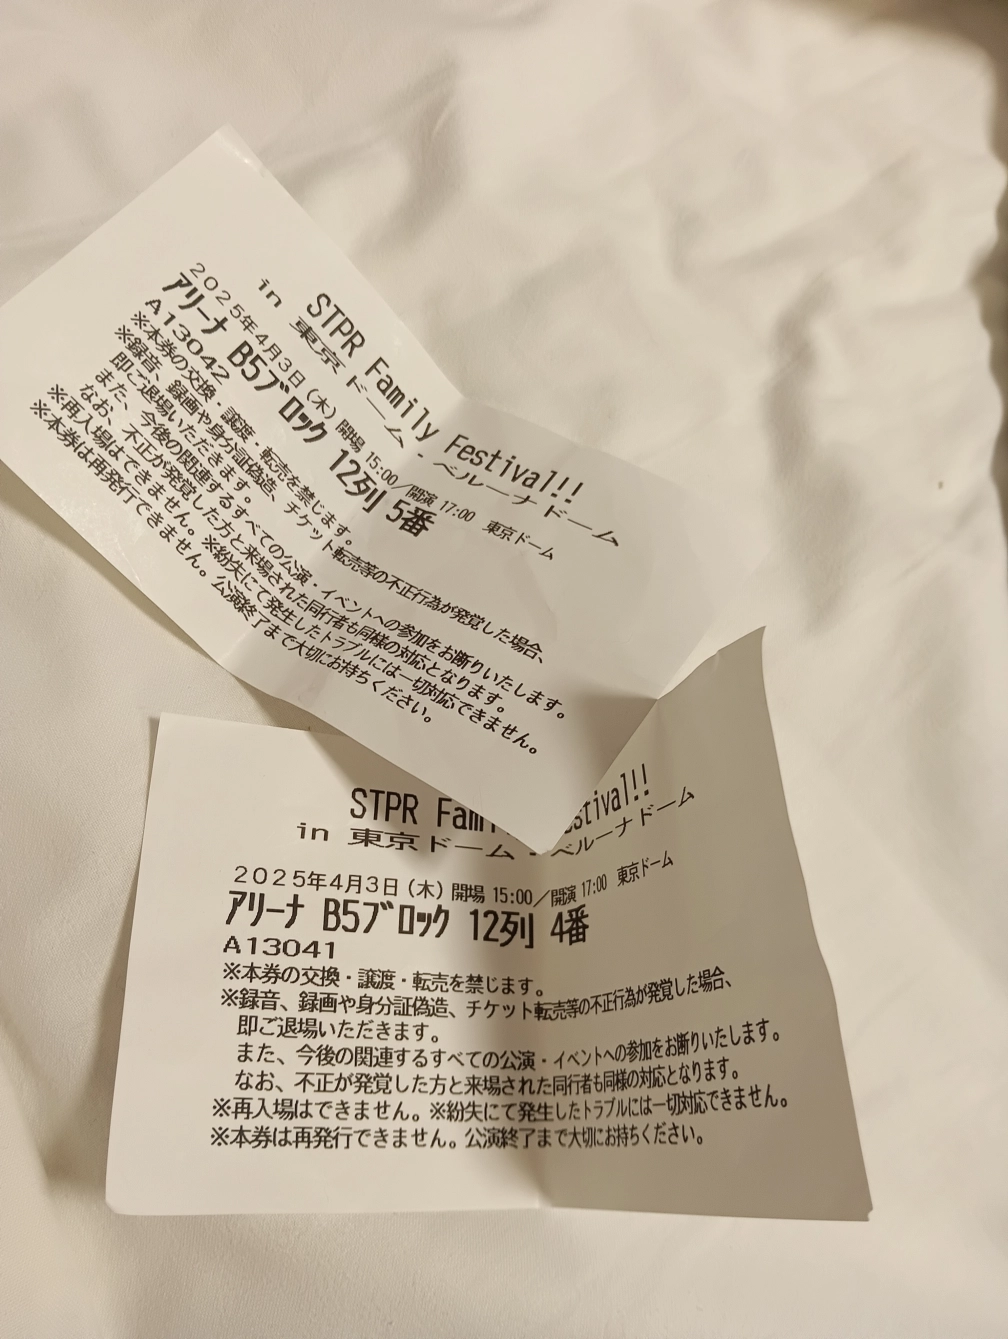 STPR Family Festival!!
in 東京ドーム・ベルーナドーム
2025年4月3日(木) 開場 15:00/開演 17:00 東京ドーム
アリーナ B5ブロック 12列 5番
A13042
※本券の交換・譲渡・転売を禁じます。
※録音、録画や身分証偽造、チケット転売等の不正行為が発覚した場合、
即ご退場いただきます。
また、今後の関連するすべての公演・イベントへの参加をお断りいたします。
なお、不正が発覚した方と来場された同行者も同様の対応となります。
※再入場はできません。※紛失にて発生したトラブルには一切対応できません。
※本券は再発行できません。公演終了まで大切にお持ちください。
STPR Fam stival!!
in 東京ドーム・ベルーナドーム
2025年4月3日(木) 開場 15:00/開演 17:00 東京ドーム
アリーナ B5ブロック 12列 4番
A13041
※本券の交換・譲渡・転売を禁じます。
※録音、録画や身分証偽造、チケット転売等の不正行為が発覚した場合、
即ご退場いただきます。
また、今後の関連するすべての公演・イベントへの参加をお断りいたします。
なお、不正が発覚した方と来場された同行者も同様の対応となります。
※再入場はできません。※紛失にて発生したトラブルには一切対応できません。
※本券は再発行できません。公演終了まで大切にお持ちください。